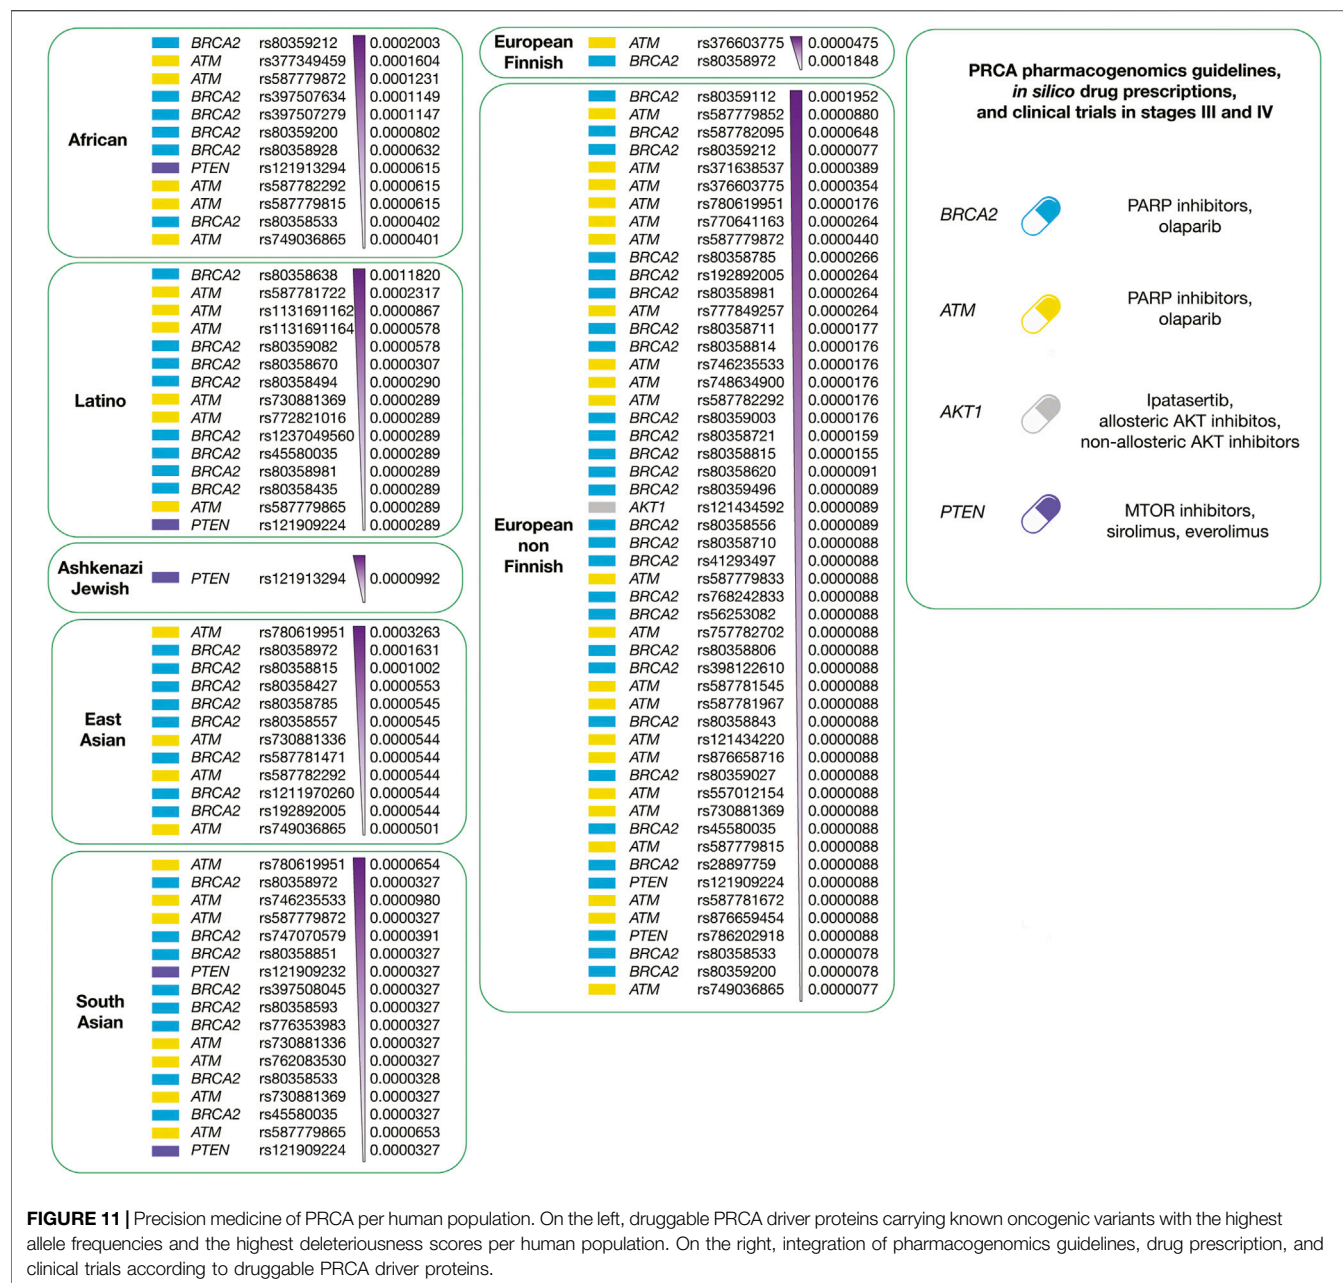 African
BRCA2 rs80359212 0.0002003
ATM rs377349459 0.0001604
ATM rs587779872 0.0001231
BRCA2 rs397507634 0.0001149
BRCA2 rs397507279 0.0001147
BRCA2 rs80359200 0.0000802
BRCA2 rs80358928 0.0000632
PTEN rs121913294 0.0000615
ATM rs587782292 0.0000615
ATM rs587779815 0.0000615
BRCA2 rs80358533 0.0000402
ATM rs749036865 0.0000401
Latino
BRCA2 rs80358638 0.0011820
ATM rs587781722 0.0002317
ATM rs1131691162 0.0000867
ATM rs1131691164 0.0000578
BRCA2 rs80359082 0.0000578
BRCA2 rs80358670 0.0000307
BRCA2 rs80358494 0.0000290
ATM rs730881369 0.0000289
ATM rs772821016 0.0000289
BRCA2 rs1237049560 0.0000289
BRCA2 rs45580035 0.0000289
BRCA2 rs80358981 0.0000289
BRCA2 rs80358435 0.0000289
ATM rs587779865 0.0000289
PTEN rs121909224 0.0000289
Ashkenazi
Jewish
PTEN rs121913294 0.0000992
East
Asian
ATM rs780619951 0.0003263
BRCA2 rs80358972 0.0001631
BRCA2 rs80358815 0.0001002
BRCA2 rs80358427 0.0000553
BRCA2 rs80358785 0.0000545
BRCA2 rs80358557 0.0000545
ATM rs730881336 0.0000544
BRCA2 rs587781471 0.0000544
ATM rs587782292 0.0000544
BRCA2 rs1211970260 0.0000544
BRCA2 rs192892005 0.0000544
ATM rs749036865 0.0000501
South
Asian
ATM rs780619951 0.0000654
BRCA2 rs80358972 0.0000327
ATM rs746235533 0.0000980
ATM rs587779872 0.0000327
BRCA2 rs747070579 0.0000391
BRCA2 rs80358851 0.0000327
PTEN rs121909232 0.0000327
BRCA2 rs397508045 0.0000327
BRCA2 rs80358593 0.0000327
BRCA2 rs776353983 0.0000327
ATM rs730881336 0.0000327
ATM rs762083530 0.0000327
BRCA2 rs80358533 0.0000328
ATM rs730881369 0.0000327
BRCA2 rs45580035 0.0000327
ATM rs587779865 0.0000653
PTEN rs121909224 0.0000327
European
Finnish
ATM rs376603775 0.0000475
BRCA2 rs80358972 0.0001848
European
non
Finnish
BRCA2 rs80359112 0.0001952
ATM rs587779852 0.0000880
BRCA2 rs587782095 0.0000648
BRCA2 rs80359212 0.0000077
ATM rs371638537 0.0000389
ATM rs376603775 0.0000354
ATM rs780619951 0.0000176
ATM rs770641163 0.0000264
ATM rs587779872 0.0000440
BRCA2 rs80358785 0.0000266
BRCA2 rs192892005 0.0000264
BRCA2 rs80358981 0.0000264
ATM rs777849257 0.0000264
BRCA2 rs80358711 0.0000177
BRCA2 rs80358814 0.0000176
ATM rs746235533 0.0000176
ATM rs748634900 0.0000176
ATM rs587782292 0.0000176
BRCA2 rs80359003 0.0000176
BRCA2 rs80358721 0.0000159
BRCA2 rs80358815 0.0000155
BRCA2 rs80358620 0.0000091
BRCA2 rs80359496 0.0000089
AKT1 rs121434592 0.0000089
BRCA2 rs80358556 0.0000089
BRCA2 rs80358710 0.0000088
BRCA2 rs41293497 0.0000088
ATM rs587779833 0.0000088
BRCA2 rs768242833 0.0000088
BRCA2 rs56253082 0.0000088
ATM rs757782702 0.0000088
BRCA2 rs80358806 0.0000088
BRCA2 rs398122610 0.0000088
ATM rs587781545 0.0000088
ATM rs587781967 0.0000088
BRCA2 rs80358843 0.0000088
ATM rs121434220 0.0000088
ATM rs876658716 0.0000088
BRCA2 rs80359027 0.0000088
ATM rs557012154 0.0000088
ATM rs730881369 0.0000088
BRCA2 rs45580035 0.0000088
ATM rs587779815 0.0000088
BRCA2 rs28897759 0.0000088
PTEN rs121909224 0.0000088
ATM rs587781672 0.0000088
ATM rs876659454 0.0000088
PTEN rs786202918 0.0000088
BRCA2 rs80358533 0.0000078
BRCA2 rs80359200 0.0000078
ATM rs749036865 0.0000077
PRCA pharmacogenomics guidelines,
in silico drug prescriptions,
and clinical trials in stages III and IV
BRCA2 PARP inhibitors,
olaparib
ATM PARP inhibitors,
olaparib
AKT1 Ipatasertib,
allosteric AKT inhibitos,
non-allosteric AKT inhibitors
PTEN MTOR inhibitors,
sirolimus, everolimus
FIGURE 11 | Precision medicine of PRCA per human population. On the left, druggable PRCA driver proteins carrying known oncogenic variants with the highest
allele frequencies and the highest deleteriousness scores per human population. On the right, integration of pharmacogenomics guidelines, drug prescription, and
clinical trials according to druggable PRCA driver proteins.